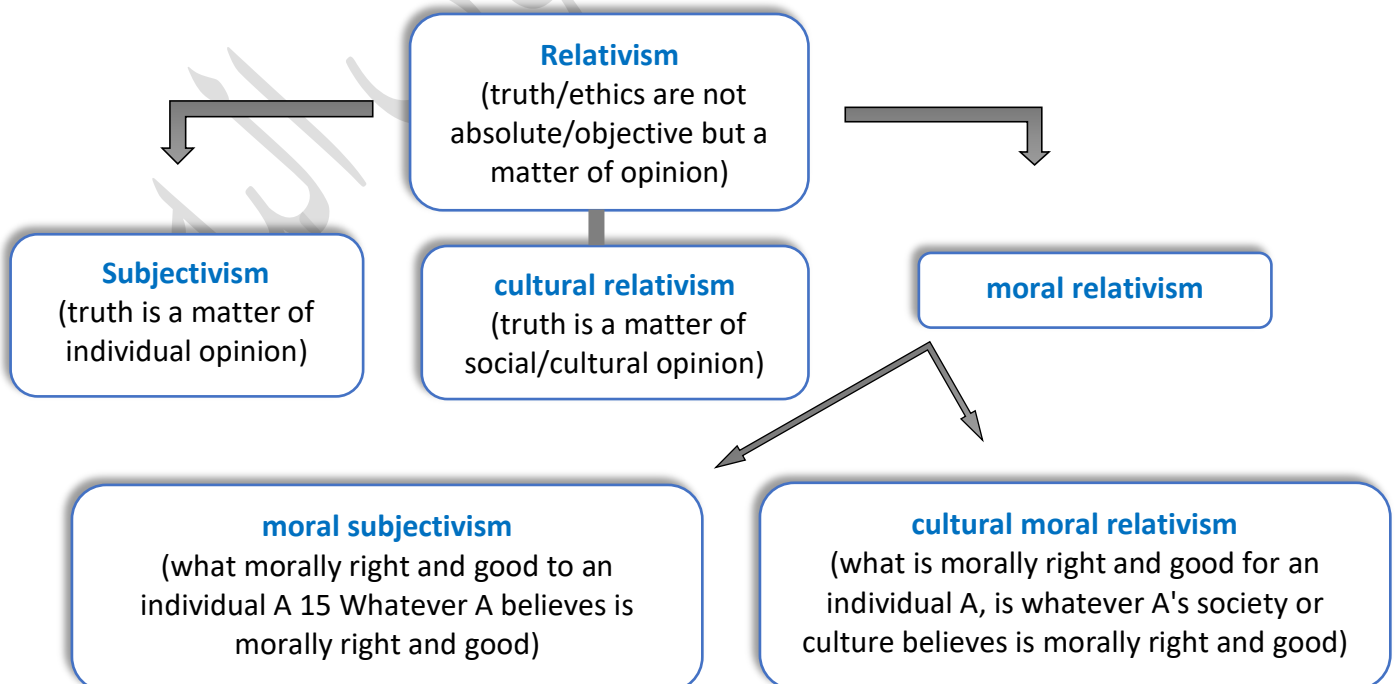 Relativism
(truth/ethics are not
absolute/objective but a
matter of opinion)
Subjectivism
(truth is a matter of
individual opinion)
cultural relativism
(truth is a matter of
social/cultural opinion)
moral relativism
moral subjectivism
(what morally right and good to an
individual A 15 Whatever A believes is
morally right and good)
cultural moral relativism
(what is morally right and good for an
individual A, is whatever A's society or
culture believes is morally right and good)